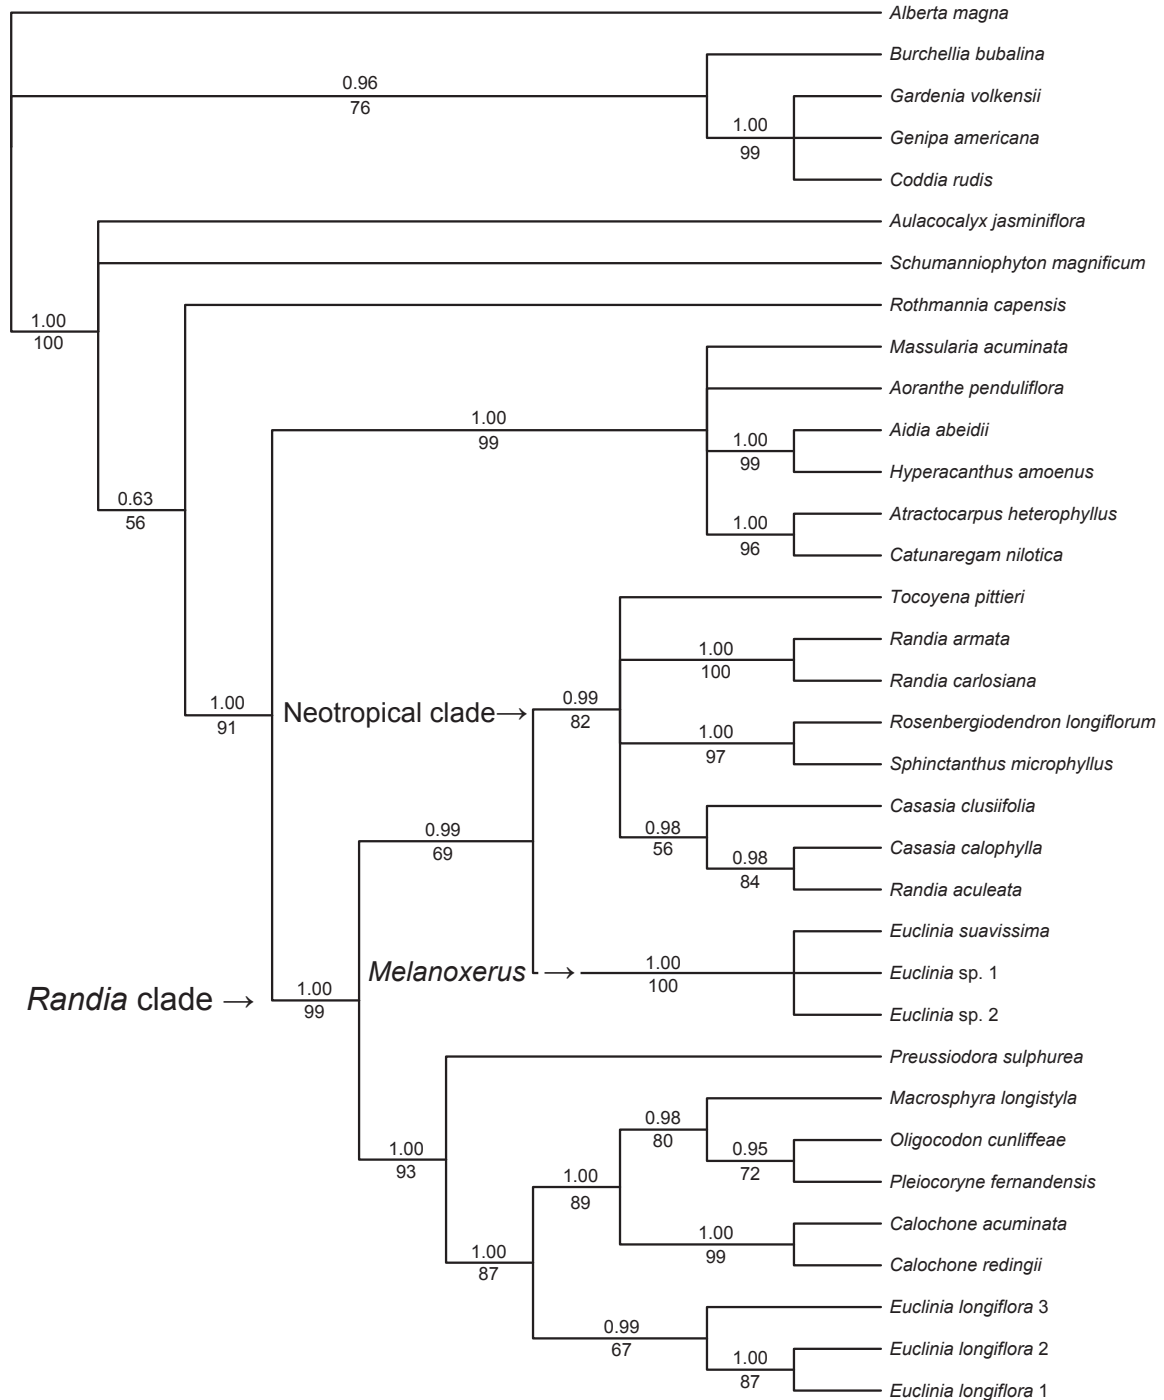 Alberta magna
Burchellia bubalina
0.96
76
Gardenia volkensii
1.00
99
Genipa americana
Coddia rudis
Aulacocalyx jasminiflora
Schumanniophyton magnificum
Rothmannia capensis
1.00
100
Massularia acuminata
Aoranthe penduliflora
1.00
99
Aidia abeidii
1.00
99
Hyperacanthus amoenus
0.63
56
Atractocarpus heterophyllus
1.00
96
Catunaregam nilotica
Tocoyena pittieri
Randia armata
1.00
100
Randia carlosiana
1.00
91
Neotropical clade→
0.99
82
Rosenbergiodendron longiflorum
1.00
97
Sphinctanthus microphyllus
Casasia clusiifolia
0.99
69
0.98
56
Casasia calophylla
0.98
84
Randia aculeata
Euclinia suavissima
Melanoxerus →
1.00
100
Euclinia sp. 1
Randia clade →
1.00
99
Euclinia sp. 2
Preussiodora sulphurea
Macrosphyra longistyla
0.98
80
Oligocodon cunliffeae
0.95
72
1.00
93
1.00
89
Pleiocoryne fernandensis
Calochone acuminata
1.00
99
1.00
87
Calochone redingii
Euclinia longiflora 3
0.99
67
Euclinia longiflora 2
1.00
87
Euclinia longiflora 1